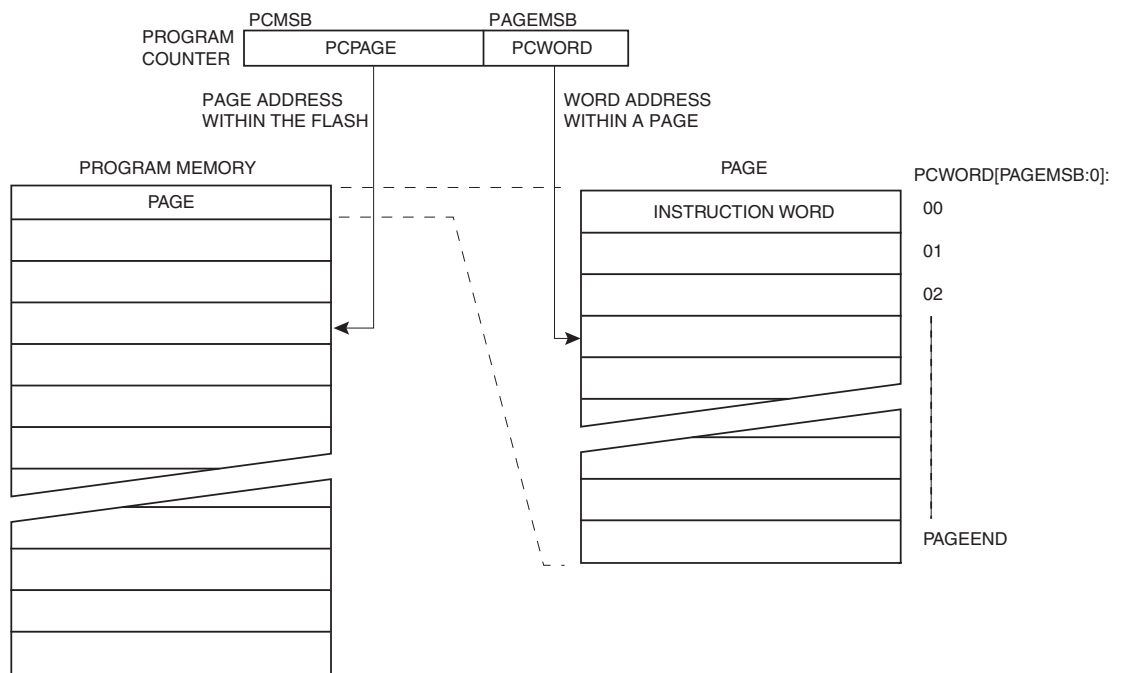 PCMSB PAGEMSB
PROGRAM
COUNTER
PCPAGE PCWORD
PAGE ADDRESS
WITHIN THE FLASH
WORD ADDRESS
WITHIN A PAGE
PROGRAM MEMORY
PAGE
PAGE
PCWORD[PAGEMSB:0]:
INSTRUCTION WORD
00
01
02
PAGEEND